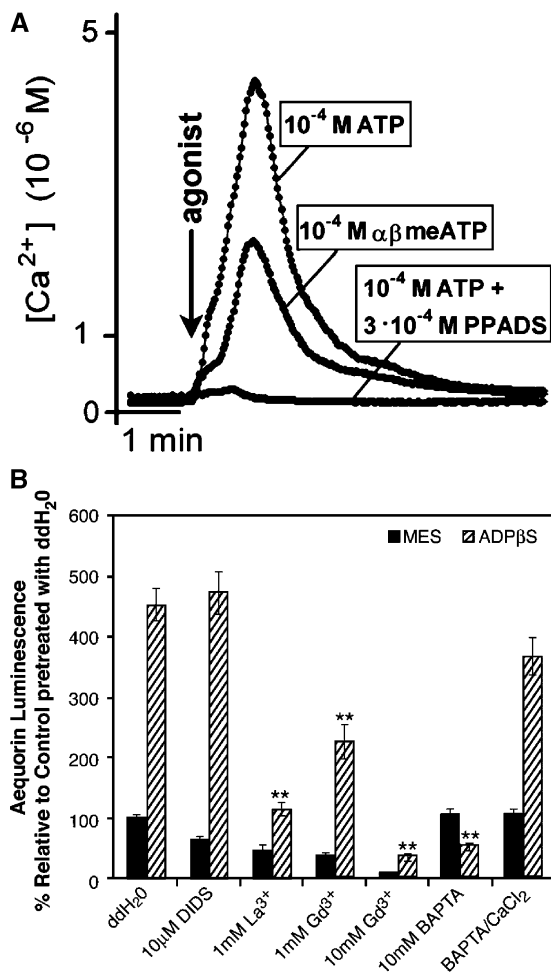 A
5
[Ca²⁺] (10⁻⁶ M)
agonist
10⁻⁴ M ATP
10⁻⁴ M αβmeATP
10⁻⁴ M ATP +
3·10⁻⁴ M PPADS
1
0
1 min
B
Aequorin Luminescence
% Relative to Control pretreated with ddH₂0
600
500
400
300
200
100
0
MES
ADPβS
**
**
**
**
ddH₂0
10μM DIDS
1mM La³⁺
1mM Gd³⁺
10mM Gd³⁺
10mM BAPTA
BAPTA/CaCl₂